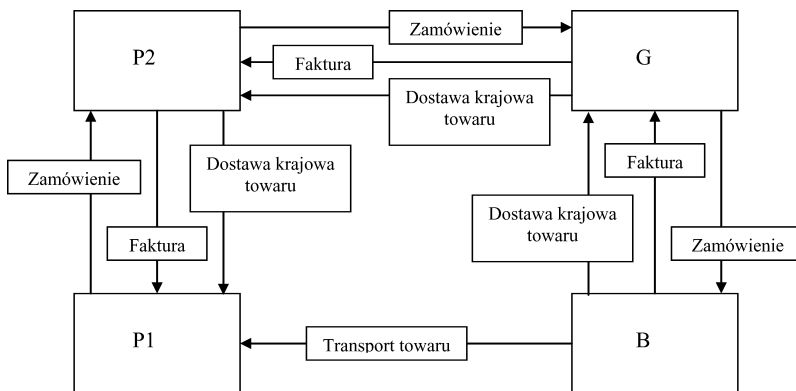 Zamówienie
P2
G
Faktura
Dostawa krajowa
towaru
Dostawa krajowa
towaru
Faktura
Zamówienie
Dostawa krajowa
towaru
Faktura
Zamówienie
P1
Transport towaru
B